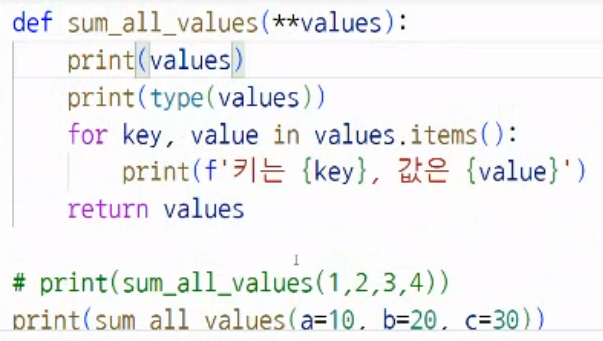 def sum_all_values(**values):
    print(values)
    print(type(values))
    for key, value in values.items():
        print(f'키는 {key}, 값은 {value}')
    return values
# print(sum_all_values(1,2,3,4))
print(sum_all_values(a=10, b=20, c=30))